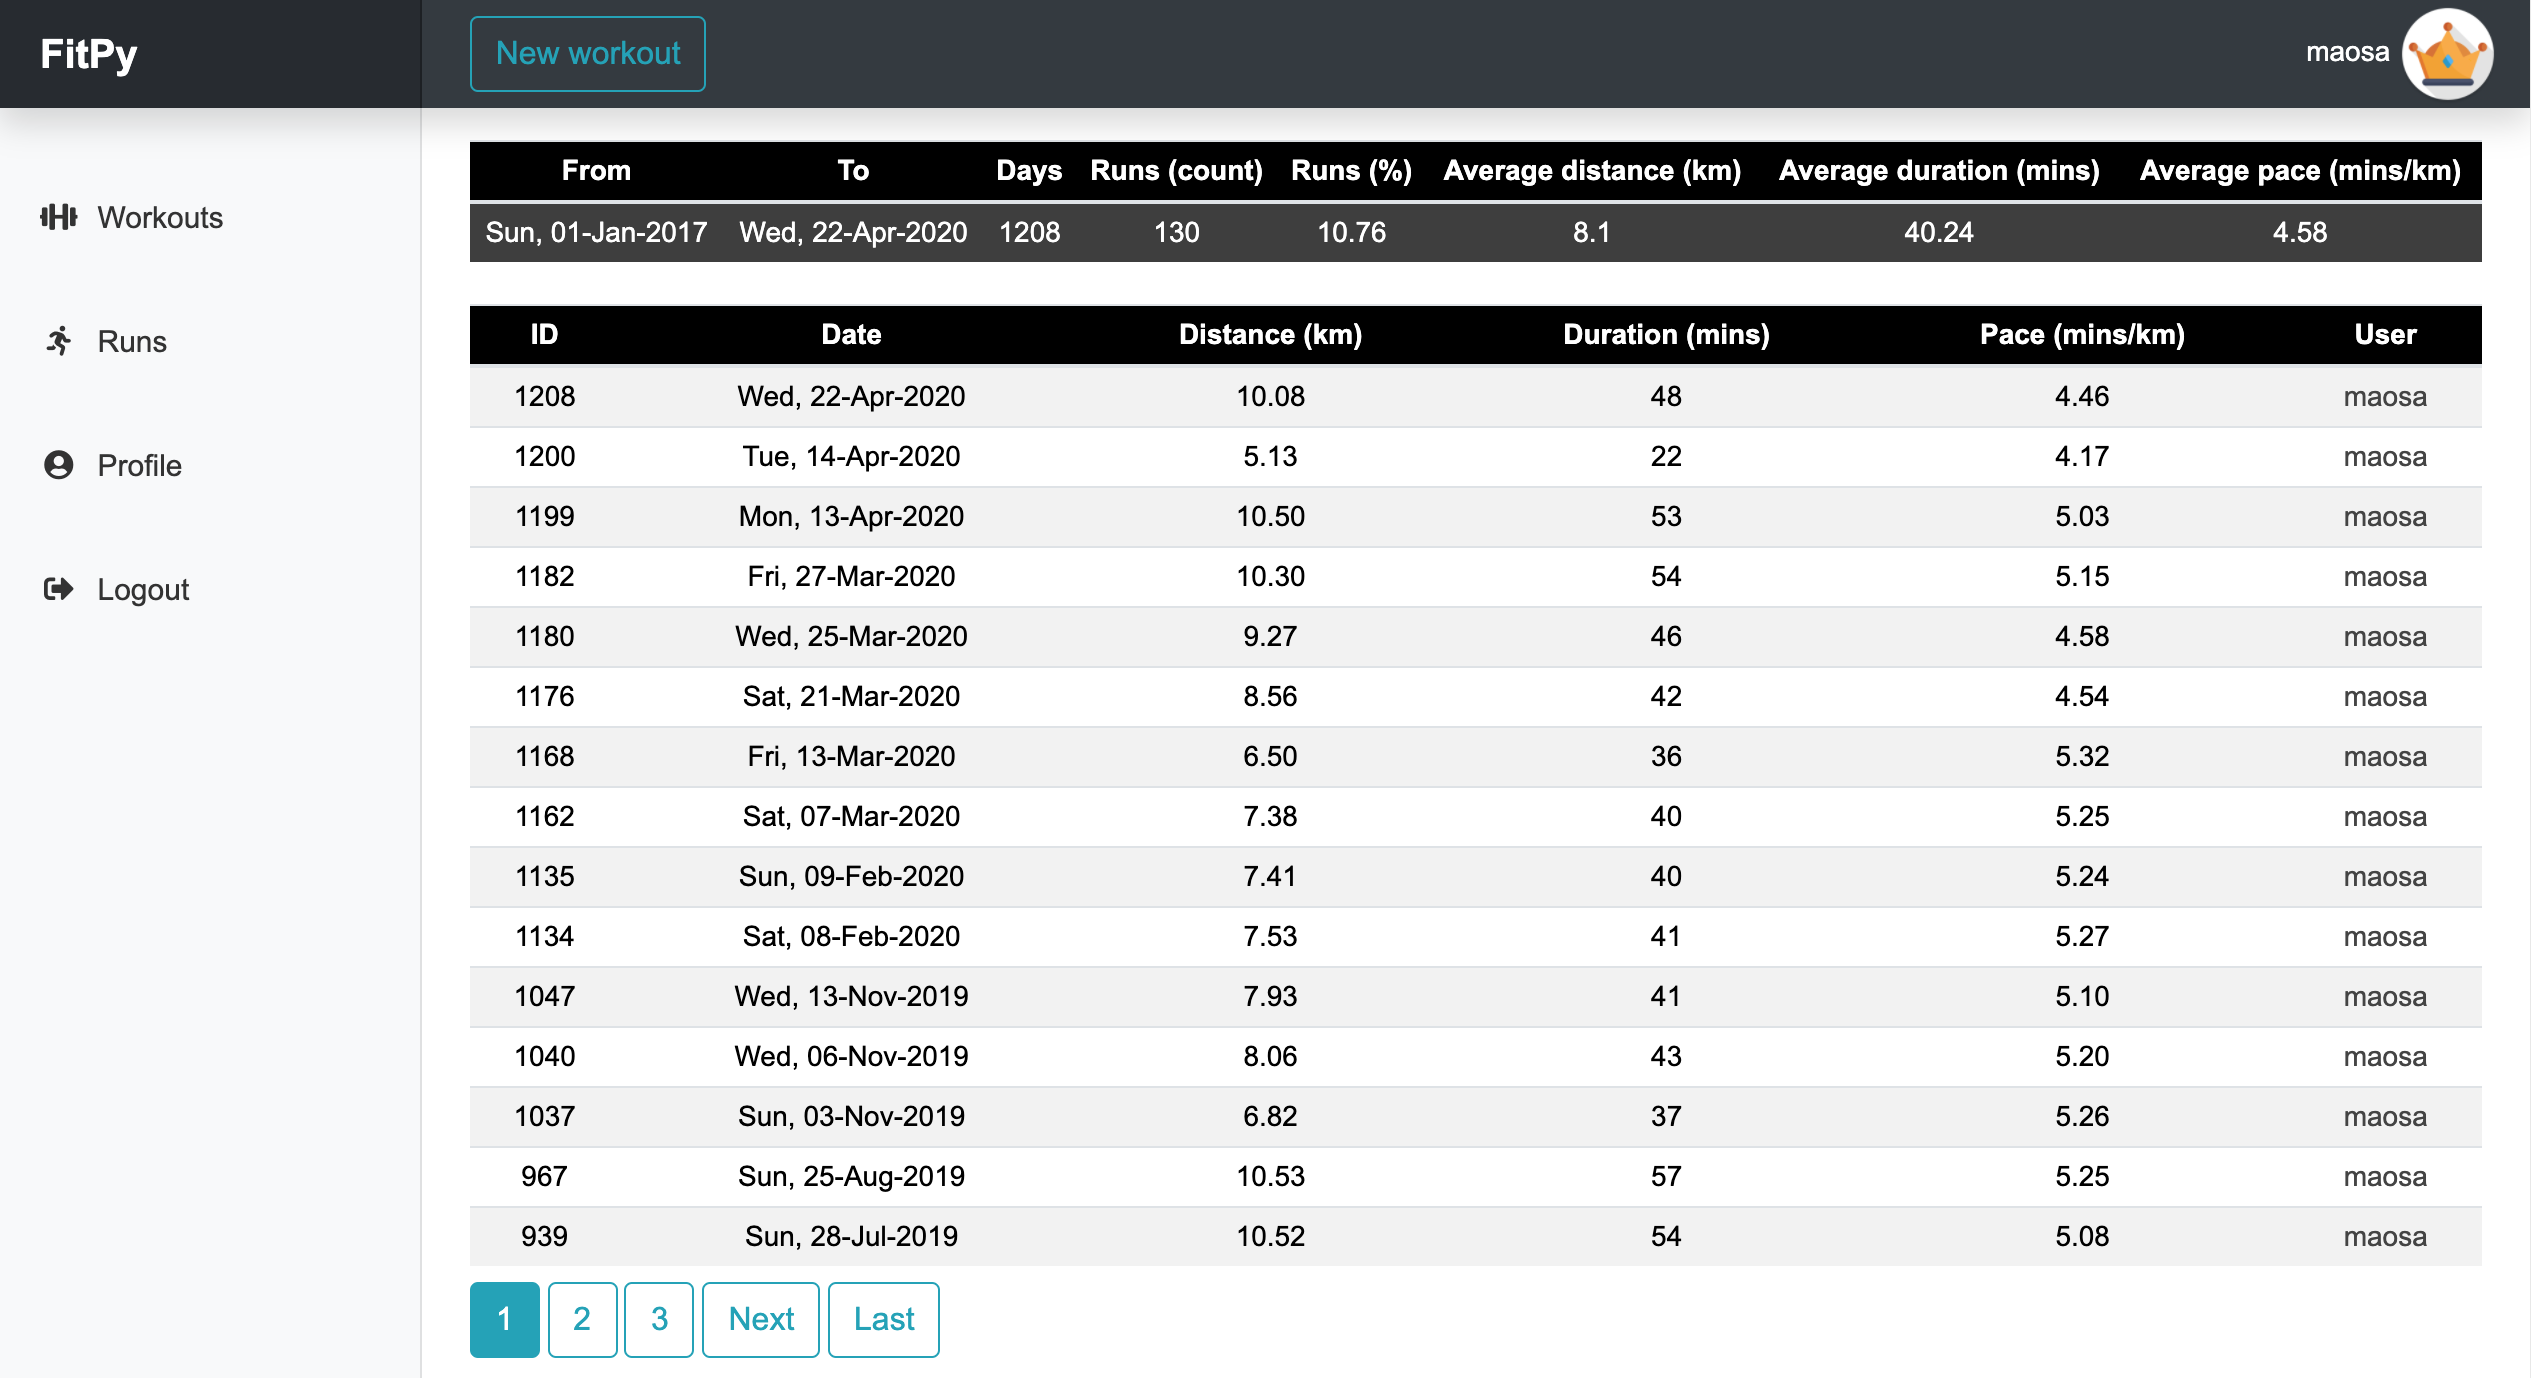 FitPy
New workout
maosa
Workouts
Runs
Profile
Logout
From To Days Runs (count) Runs (%) Average distance (km) Average duration (mins) Average pace (mins/km)
Sun, 01-Jan-2017 Wed, 22-Apr-2020 1208 130 10.76 8.1 40.24 4.58
ID Date Distance (km) Duration (mins) Pace (mins/km) User
1208 Wed, 22-Apr-2020 10.08 48 4.46 maosa
1200 Tue, 14-Apr-2020 5.13 22 4.17 maosa
1199 Mon, 13-Apr-2020 10.50 53 5.03 maosa
1182 Fri, 27-Mar-2020 10.30 54 5.15 maosa
1180 Wed, 25-Mar-2020 9.27 46 4.58 maosa
1176 Sat, 21-Mar-2020 8.56 42 4.54 maosa
1168 Fri, 13-Mar-2020 6.50 36 5.32 maosa
1162 Sat, 07-Mar-2020 7.38 40 5.25 maosa
1135 Sun, 09-Feb-2020 7.41 40 5.24 maosa
1134 Sat, 08-Feb-2020 7.53 41 5.27 maosa
1047 Wed, 13-Nov-2019 7.93 41 5.10 maosa
1040 Wed, 06-Nov-2019 8.06 43 5.20 maosa
1037 Sun, 03-Nov-2019 6.82 37 5.26 maosa
967 Sun, 25-Aug-2019 10.53 57 5.25 maosa
939 Sun, 28-Jul-2019 10.52 54 5.08 maosa
1 2 3 Next Last